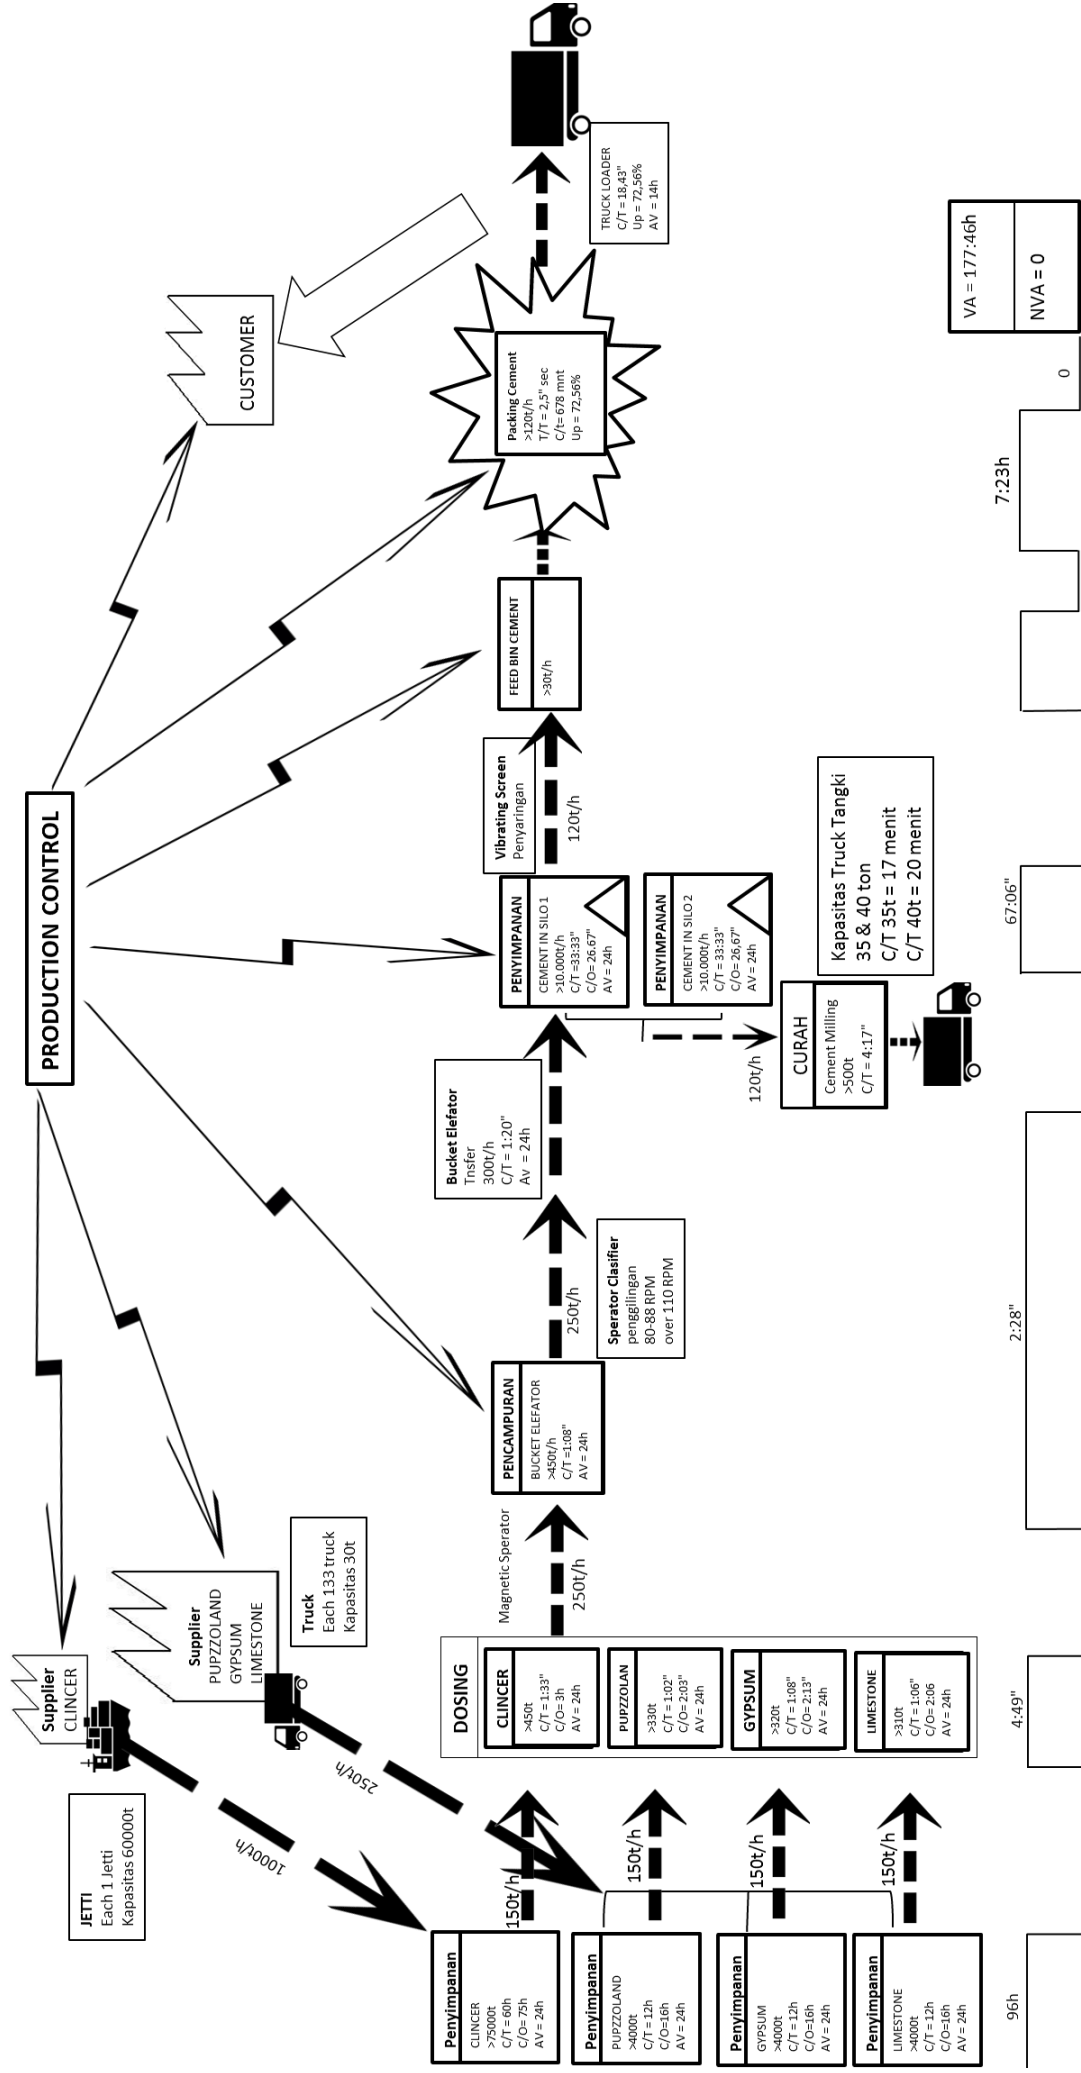 PRODUCTION CONTROL
Supplier
CLINCER
Supplier
PUPZZOLAND
GYPSUM
LIMESTONE
CUSTOMER
JETTI
Each 1 Jetti
Kapasitas 60000t
Truck
Each 133 truck
Kapasitas 30t
1000t/h
250t/h
Penyimpanan
CLINCER
>75000t
C/T = 60h
C/O= 75h
AV = 24h
Penyimpanan
PUPZZOLAND
>4000t
C/T = 12h
C/O=16h
AV = 24h
Penyimpanan
GYPSUM
>4000t
C/T = 12h
C/O=16h
AV = 24h
Penyimpanan
LIMESTONE
>4000t
C/T = 12h
C/O=16h
AV = 24h
150t/h
150t/h
150t/h
150t/h
DOSING
CLINCER
>450t
C/T = 1:33"
C/O= 3h
AV = 24h
PUPZZOLAN
>330t
C/T = 1:02"
C/O= 2:03"
AV = 24h
GYPSUM
>320t
C/T = 1:08"
C/O= 2:13"
AV = 24h
LIMESTONE
>310t
C/T = 1:06"
C/O= 2:06
AV = 24h
Magnetic Sperator
250t/h
PENCAMPURAN
BUCKET ELEFATOR
>450t/h
C/T =1:08"
AV = 24h
250t/h
Sperator Clasifier
penggilingan
80-88 RPM
over 110 RPM
Bucket Elefator
Tnsfer
300t/h
C/T = 1:20"
Av = 24h
PENYIMPANAN
CEMENT IN SILO 1
>10.000t/h
C/T =33:33"
C/O= 26.67"
AV = 24h
PENYIMPANAN
CEMENT IN SILO 2
>10.000t/h
C/T = 33:33"
C/O= 26,67"
AV = 24h
120t/h
CURAH
Cement Milling
>500t
C/T = 4:17"
Kapasitas Truck Tangki
35 & 40 ton
C/T 35t = 17 menit
C/T 40t = 20 menit
Vibrating Screen
Penyaringan
120t/h
FEED BIN CEMENT
>30t/h
Packing Cement
>120t/h
T/T = 2,5" sec
C/t= 678 mnt
Up = 72,56%
TRUCK LOADER
C/T = 18,43"
Up = 72,56%
AV = 14h
96h
4:49"
2:28"
67:06"
7:23h
0
VA = 177:46h
NVA = 0